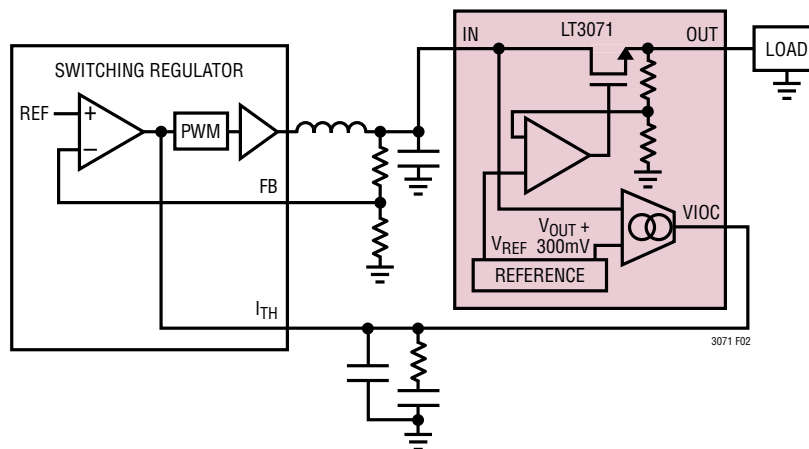 IN
LT3071
OUT
LOAD
SWITCHING REGULATOR
REF
+
PWM
−
FB
VIOC
VOUT +
300mV
VREF
REFERENCE
ITH
3071 F02